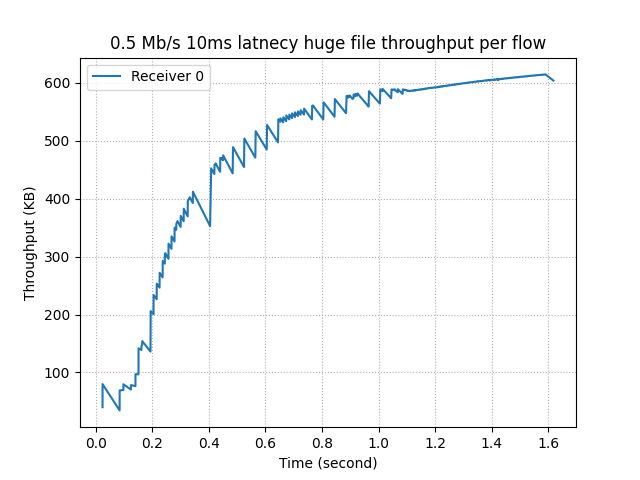 0.5 Mb/s 10ms latnecy huge file throughput per flow
Receiver 0
Throughput (KB)
600
500
400
300
200
100
0.0 0.2 0.4 0.6 0.8 1.0 1.2 1.4 1.6
Time (second)